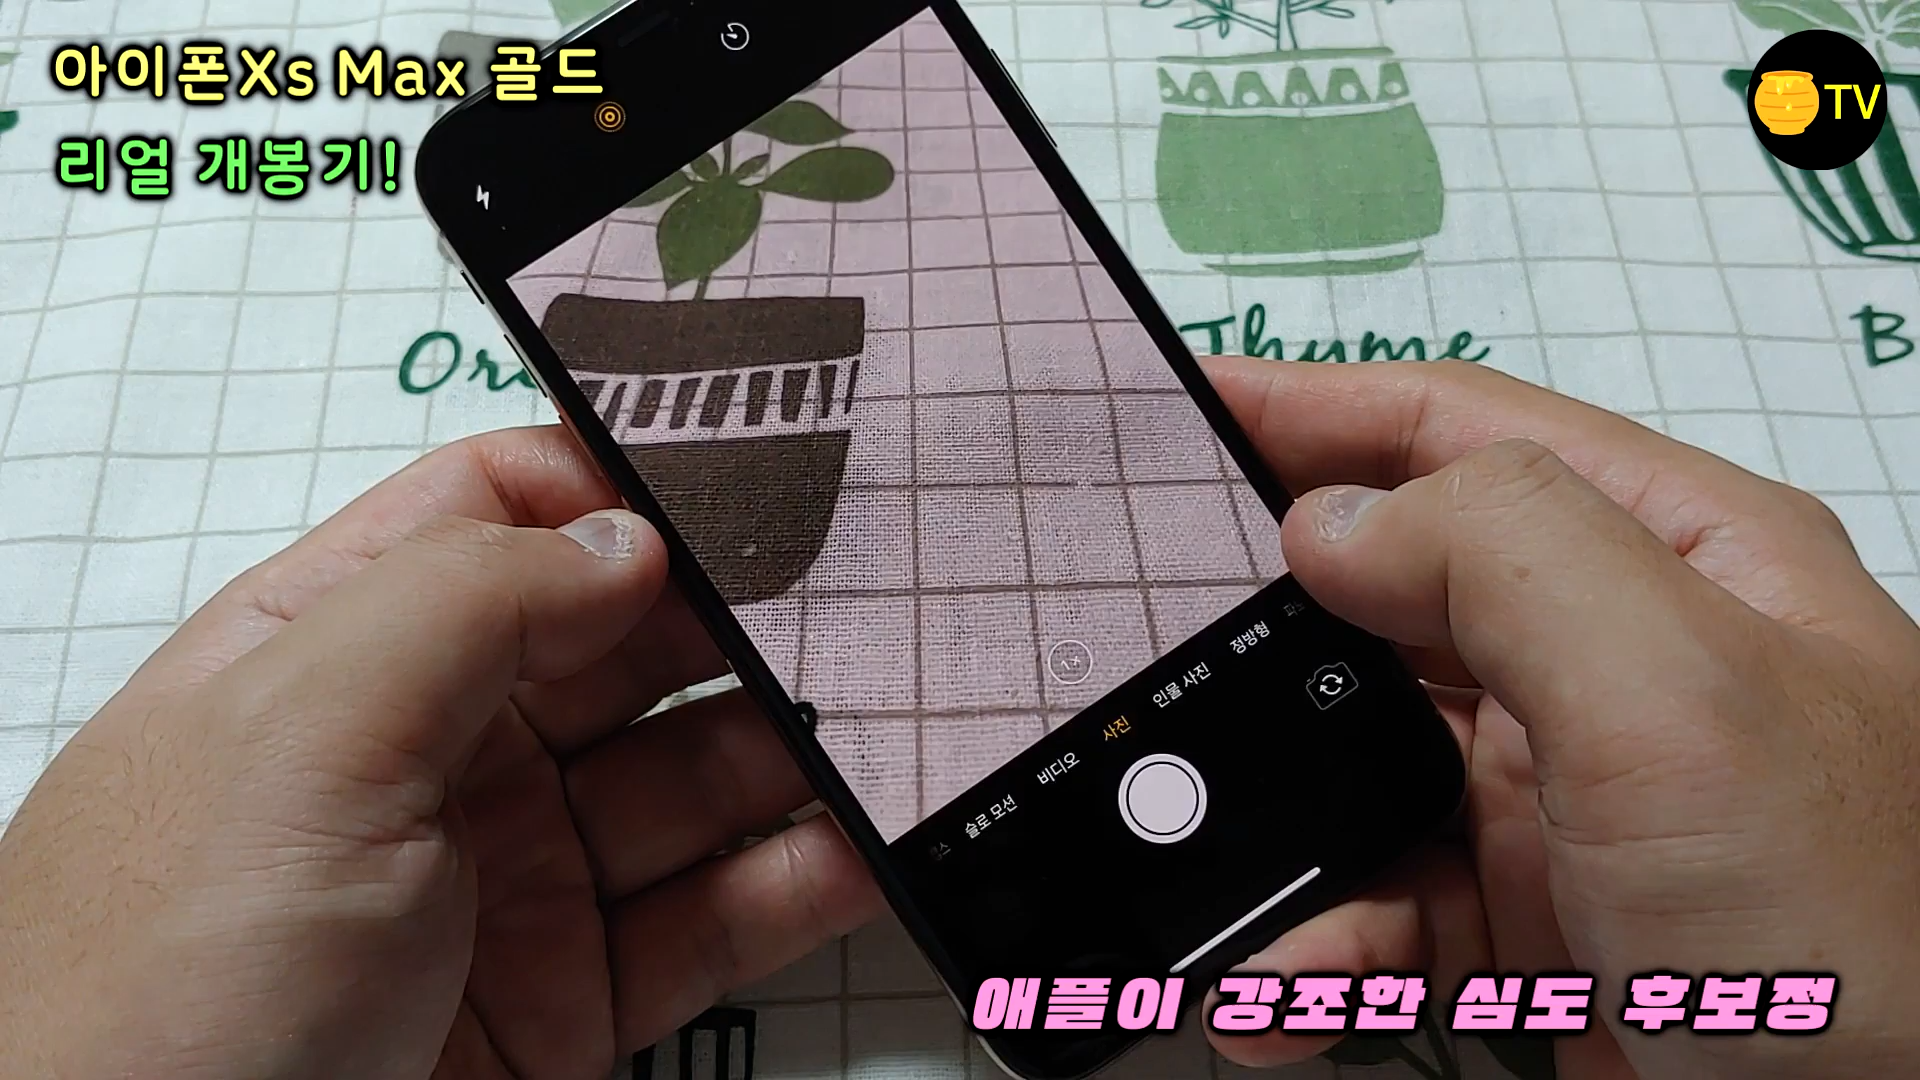 아이폰Xs Max 골드
리얼 개봉기!
TV
Thyme
B
1×
정방형
인물 사진
사진
비디오
슬로 모션
애플이 강조한 심도 후보정